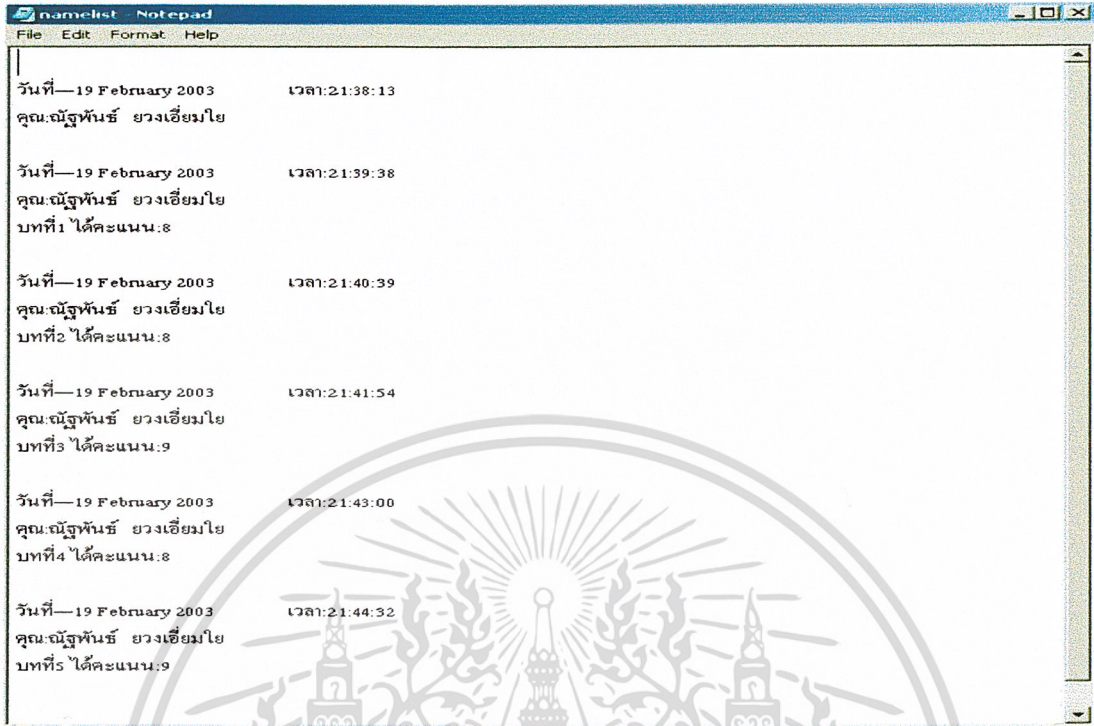 namelist - Notepad
File Edit Format Help
วันที่—19 February 2003 เวลา:21:38:13
คุณ:ณัฐพันธ์ ยวงเอี่ยมใย
วันที่—19 February 2003 เวลา:21:39:38
คุณ:ณัฐพันธ์ ยวงเอี่ยมใย
บทที่1 ได้คะแนน:8
วันที่—19 February 2003 เวลา:21:40:39
คุณ:ณัฐพันธ์ ยวงเอี่ยมใย
บทที่2 ได้คะแนน:8
วันที่—19 February 2003 เวลา:21:41:54
คุณ:ณัฐพันธ์ ยวงเอี่ยมใย
บทที่3 ได้คะแนน:9
วันที่—19 February 2003 เวลา:21:43:00
คุณ:ณัฐพันธ์ ยวงเอี่ยมใย
บทที่4 ได้คะแนน:8
วันที่—19 February 2003 เวลา:21:44:32
คุณ:ณัฐพันธ์ ยวงเอี่ยมใย
บทที่5 ได้คะแนน:9